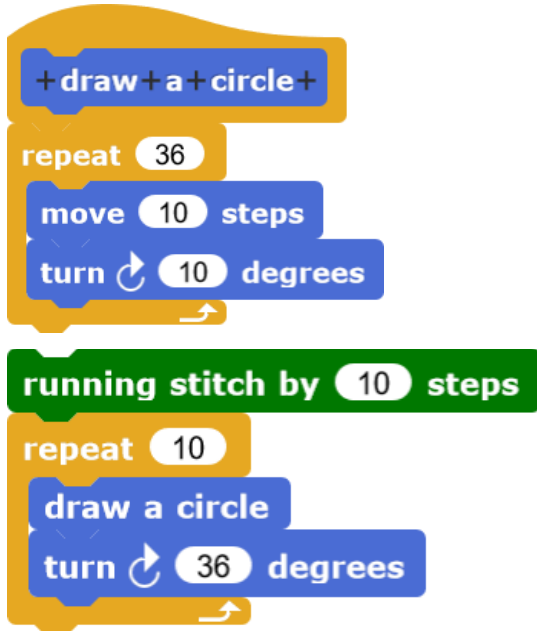 +draw+a+circle+
repeat 36
move 10 steps
turn 10 degrees
running stitch by 10 steps
repeat 10
draw a circle
turn 36 degrees